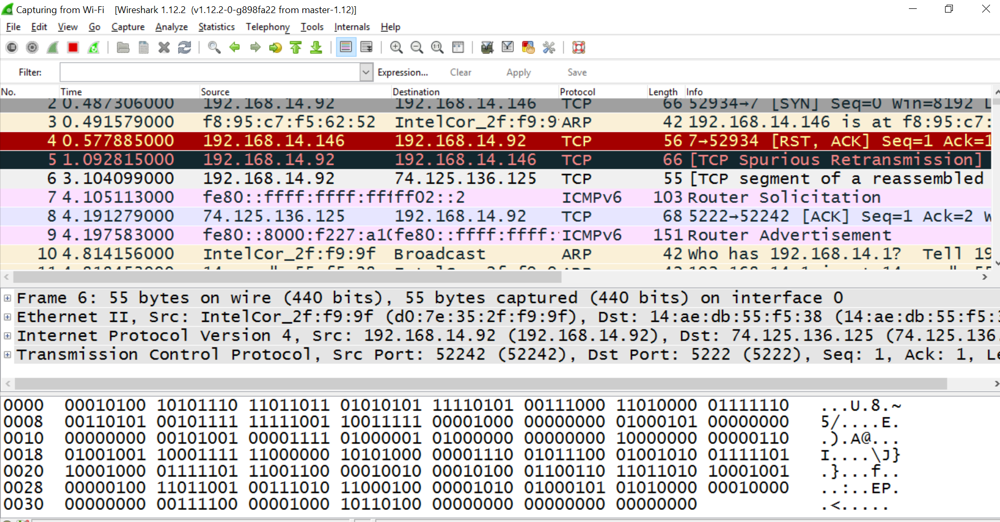 Capturing from Wi-Fi [Wireshark 1.12.2 (v1.12.2-0-g898fa22 from master-1.12)]
File Edit View Go Capture Analyze Statistics Telephony Tools Internals Help
Filter: Expression... Clear Apply Save
No. Time Source Destination Protocol Length Info
2 0.487306000 192.168.14.92 192.168.14.146 TCP 66 52934→7 [SYN] Seq=0 Win=8192 L
3 0.491579000 f8:95:c7:f5:62:52 IntelCor_2f:f9:9 ARP 42 192.168.14.146 is at f8:95:c7:
4 0.577885000 192.168.14.146 192.168.14.92 TCP 56 7→52934 [RST, ACK] Seq=1 Ack=1
5 1.092815000 192.168.14.92 192.168.14.146 TCP 66 [TCP Spurious Retransmission]
6 3.104099000 192.168.14.92 74.125.136.125 TCP 55 [TCP segment of a reassembled
7 4.105113000 fe80::ffff:ffff:fff ff02::2 ICMPv6 103 Router Solicitation
8 4.191279000 74.125.136.125 192.168.14.92 TCP 68 5222→52242 [ACK] Seq=1 Ack=2 W
9 4.197583000 fe80::8000:f227:a10 fe80::ffff:ffff: ICMPv6 151 Router Advertisement
10 4.814156000 IntelCor_2f:f9:9f Broadcast ARP 42 Who has 192.168.14.1? Tell 19
Frame 6: 55 bytes on wire (440 bits), 55 bytes captured (440 bits) on interface 0
Ethernet II, Src: IntelCor_2f:f9:9f (d0:7e:35:2f:f9:9f), Dst: 14:ae:db:55:f5:38 (14:ae:db:55:f5:
Internet Protocol Version 4, Src: 192.168.14.92 (192.168.14.92), Dst: 74.125.136.125 (74.125.136.
Transmission Control Protocol, Src Port: 52242 (52242), Dst Port: 5222 (5222), Seq: 1, Ack: 1, Le
0000 00010100 10101110 11011011 01010101 11110101 00111000 11010000 01111110 ...U.8.~
0008 00110101 00101111 11111001 10011111 00001000 00000000 01000101 00000000 5/....E.
0010 00000000 00101001 00001111 01000001 01000000 00000000 10000000 00000110 .).A@...
0018 01001001 10001111 11000000 10101000 00001110 01011100 01001010 01111101 I....\J}
0020 10001000 01111101 11001100 00010010 00010100 01100110 11011010 10001001 .}...f..
0028 00000100 11011001 00111010 11000100 00001010 01000101 01010000 00010000 ..:..EP.
0030 00000000 00111100 00001000 10110100 00000000 00000000 00000000 .<.....